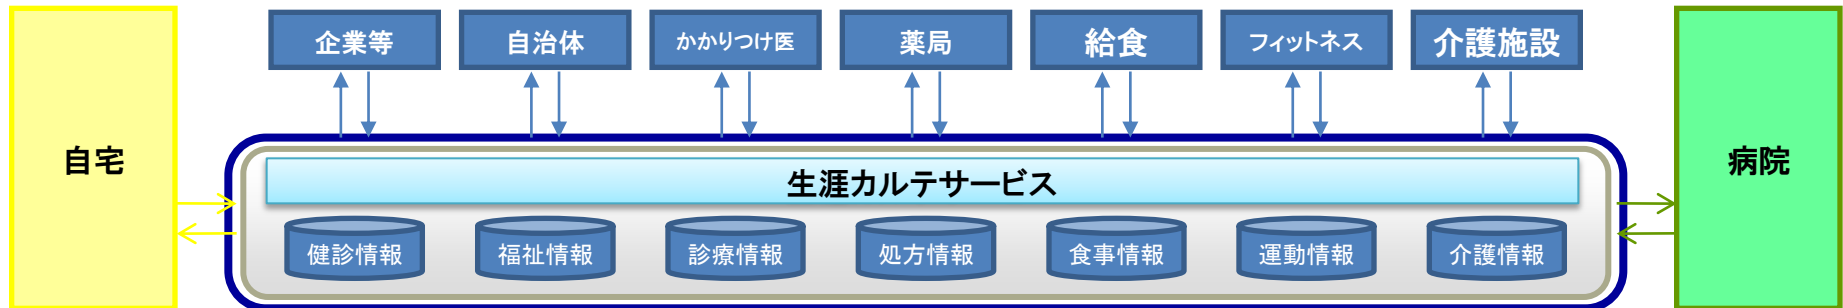 企業等
自治体
かかりつけ医
薬局
給食
フィットネス
介護施設
自宅
病院
生涯カルテサービス
健診情報
福祉情報
診療情報
処方情報
食事情報
運動情報
介護情報